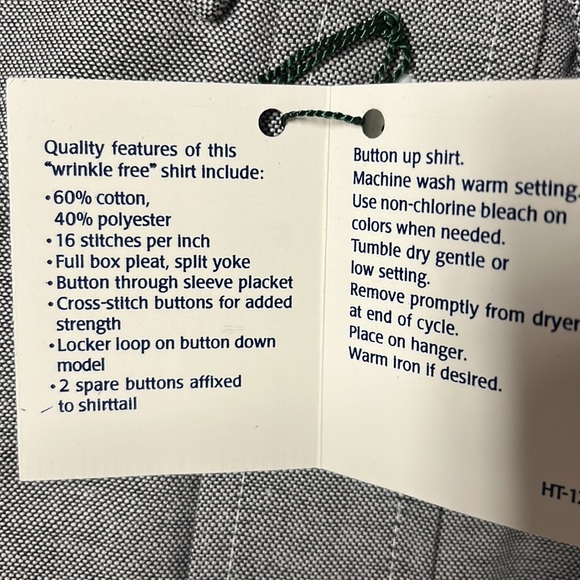 Quality features of this
“wrinkle free” shirt include:
•60% cotton,
40% polyester
•16 stitches per inch
•Full box pleat, split yoke
•Button through sleeve placket
•Cross-stitch buttons for added
strength
•Locker loop on button down
model
•2 spare buttons affixed
to shirttail
Button up shirt.
Machine wash warm setting.
Use non-chlorine bleach on
colors when needed.
Tumble dry gentle or
low setting.
Remove promptly from dryer
at end of cycle.
Place on hanger.
Warm iron if desired.